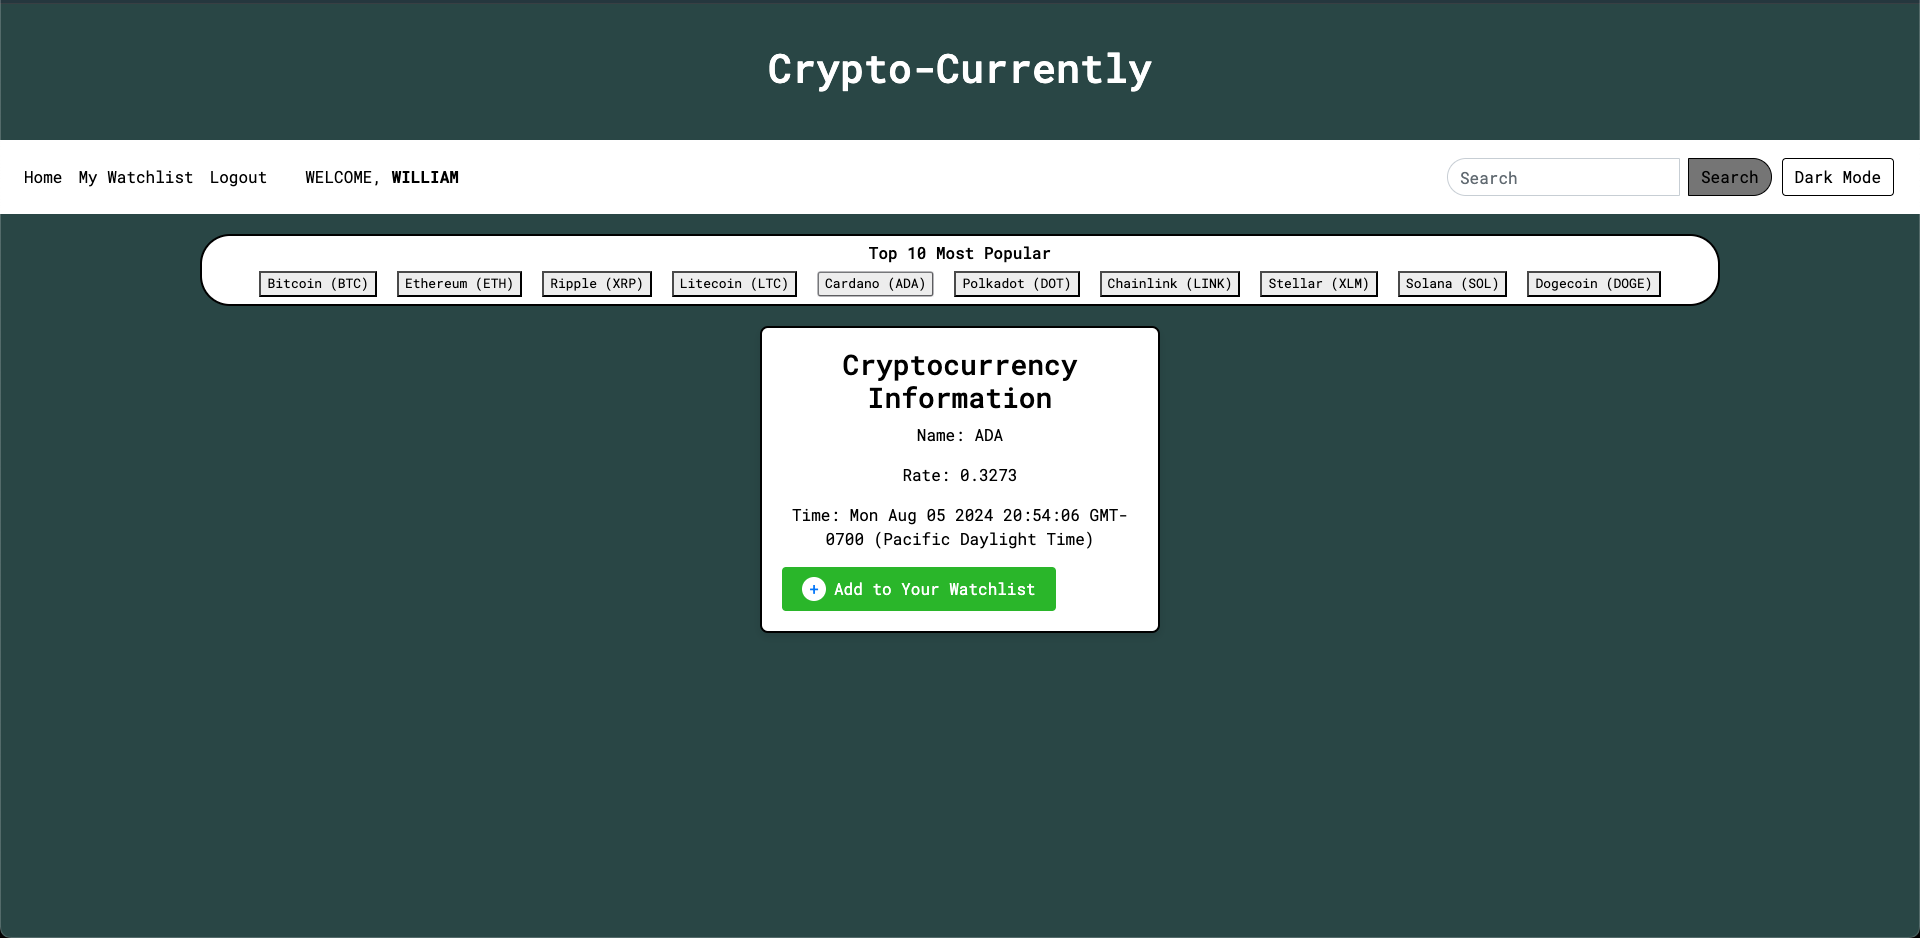 Crypto-Currently
Home My Watchlist Logout WELCOME, WILLIAM Search Search Dark Mode
Top 10 Most Popular
Bitcoin (BTC) Ethereum (ETH) Ripple (XRP) Litecoin (LTC) Cardano (ADA) Polkadot (DOT) Chainlink (LINK) Stellar (XLM) Solana (SOL) Dogecoin (DOGE)
Cryptocurrency
Information
Name: ADA
Rate: 0.3273
Time: Mon Aug 05 2024 20:54:06 GMT-
0700 (Pacific Daylight Time)
+ Add to Your Watchlist